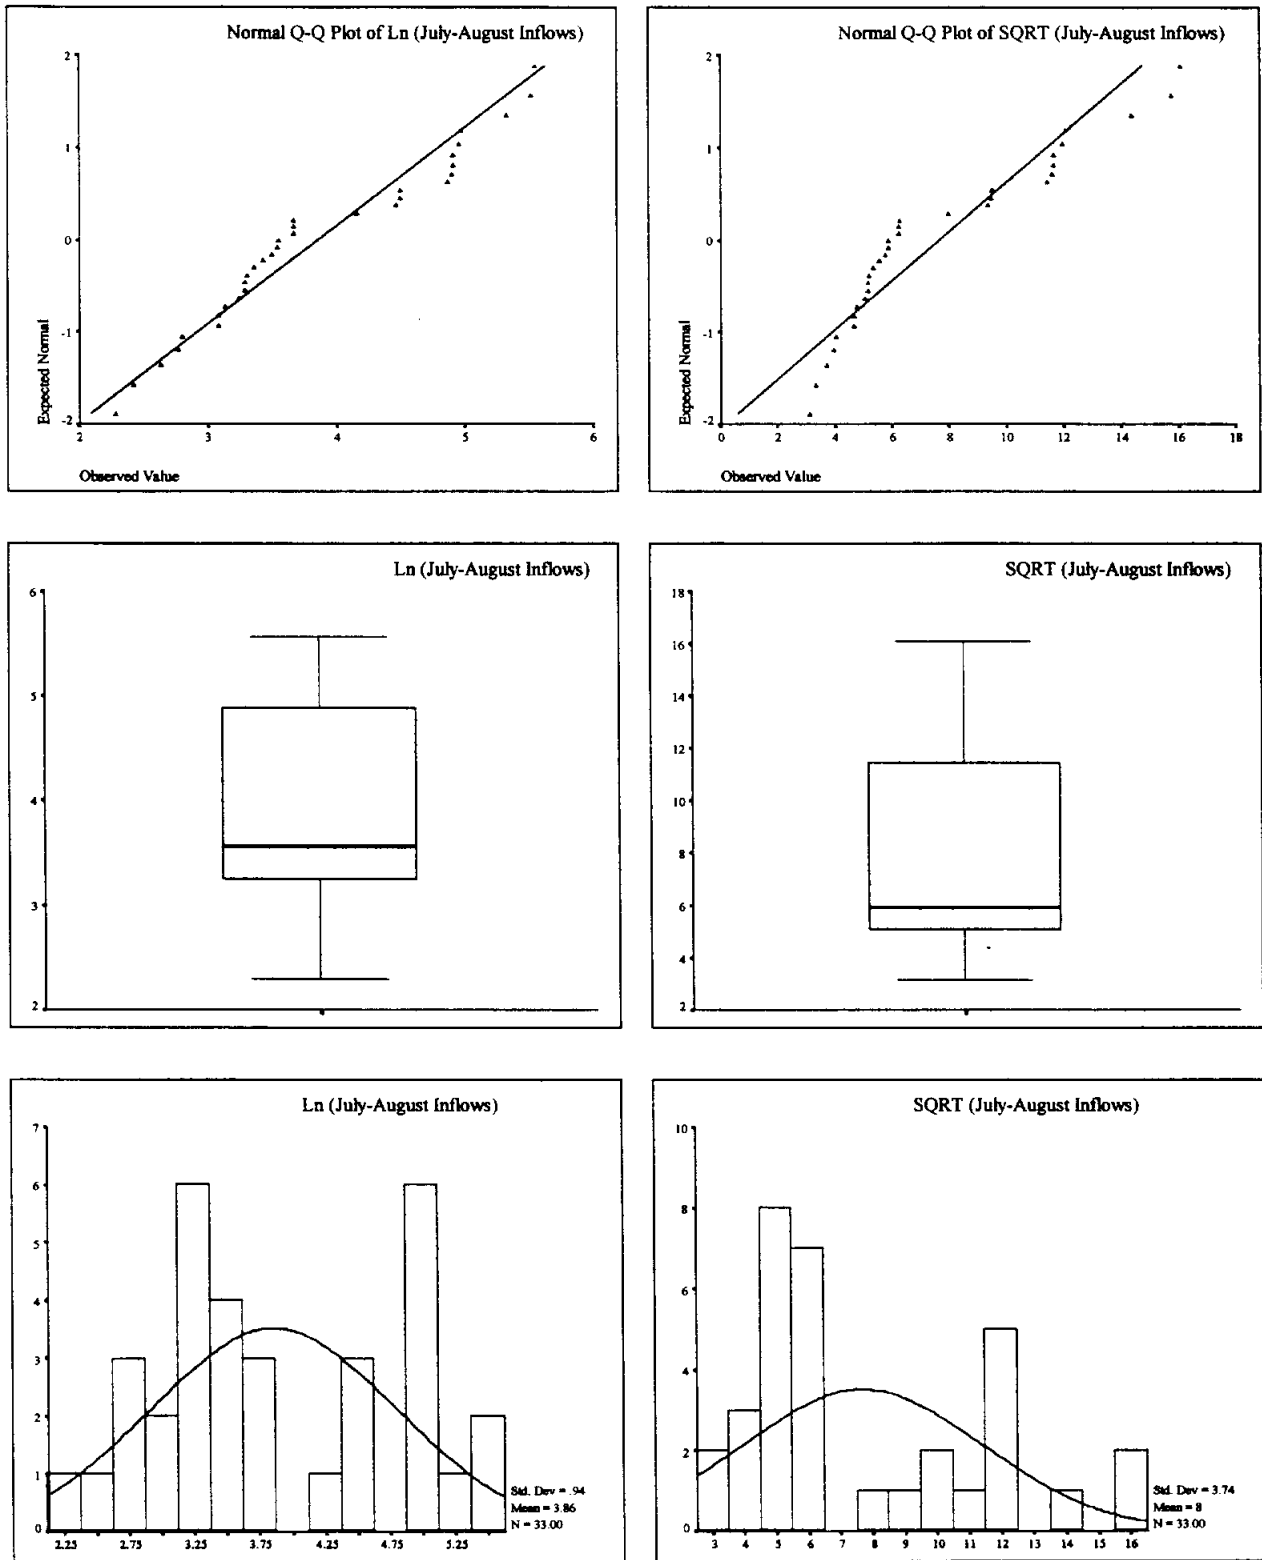 Normal Q-Q Plot of Ln (July-August Inflows)
2
1
0
-1
-2
Expected Normal
2 3 4 5 6
Observed Value
Normal Q-Q Plot of SQRT (July-August Inflows)
2
1
0
-1
-2
Expected Normal
0 2 4 6 8 10 12 14 16 18
Observed Value
Ln (July-August Inflows)
6
5
4
3
2
SQRT (July-August Inflows)
18
16
14
12
10
8
6
4
2
Ln (July-August Inflows)
7
6
5
4
3
2
1
0
2.25 2.75 3.25 3.75 4.25 4.75 5.25
Std. Dev = .94
Mean = 3.86
N = 33.00
SQRT (July-August Inflows)
10
8
6
4
2
0
3 4 5 6 7 8 9 10 11 12 13 14 15 16
Std. Dev = 3.74
Mean = 8
N = 33.00